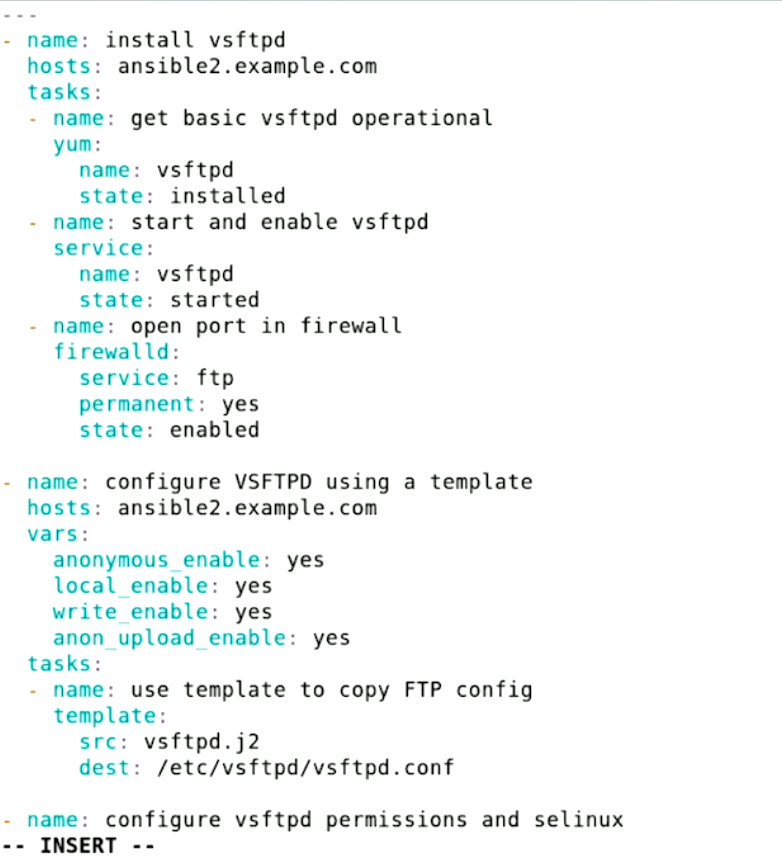 ---
- name: install vsftpd
  hosts: ansible2.example.com
  tasks:
  - name: get basic vsftpd operational
    yum:
      name: vsftpd
      state: installed
  - name: start and enable vsftpd
    service:
      name: vsftpd
      state: started
  - name: open port in firewall
    firewalld:
      service: ftp
      permanent: yes
      state: enabled

- name: configure VSFTPD using a template
  hosts: ansible2.example.com
  vars:
    anonymous_enable: yes
    local_enable: yes
    write_enable: yes
    anon_upload_enable: yes
  tasks:
  - name: use template to copy FTP config
    template:
      src: vsftpd.j2
      dest: /etc/vsftpd/vsftpd.conf

- name: configure vsftpd permissions and selinux
-- INSERT --